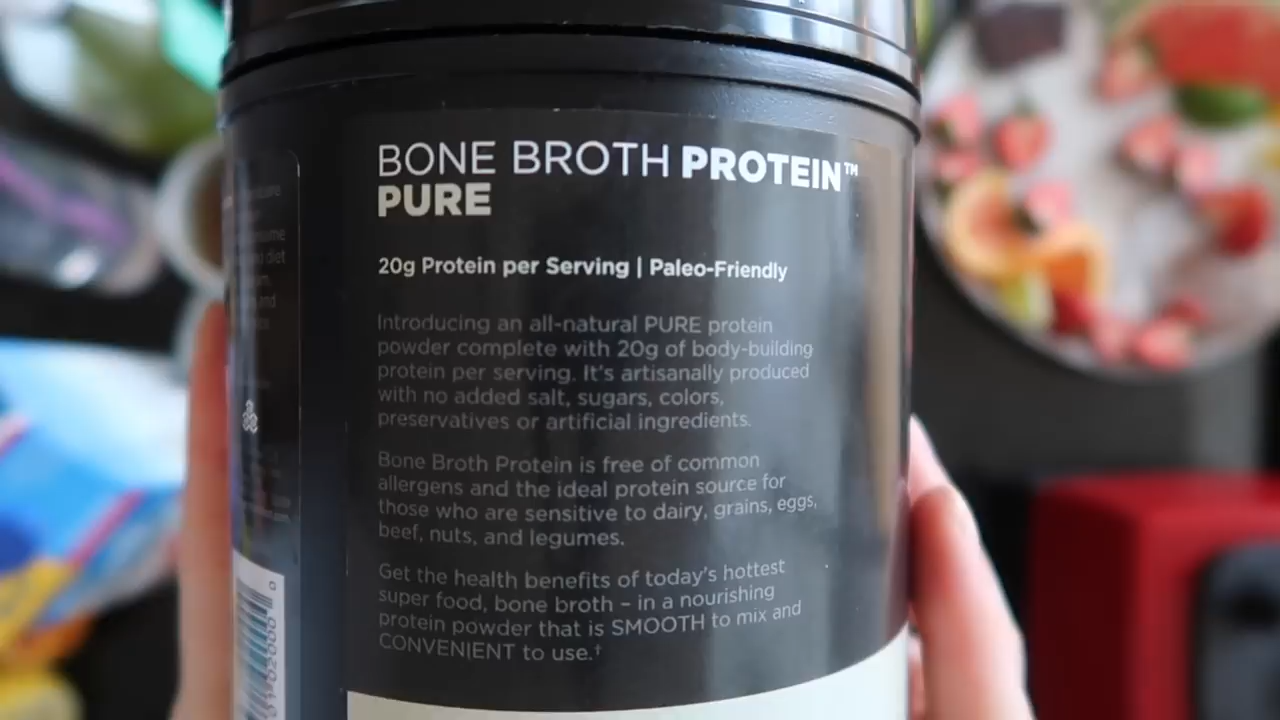 BONE BROTH PROTEIN™
PURE
20g Protein per Serving | Paleo-Friendly
Introducing an all-natural PURE protein
powder complete with 20g of body-building
protein per serving. It's artisanally produced
with no added salt, sugars, colors,
preservatives or artificial ingredients.
Bone Broth Protein is free of common
allergens and the ideal protein source for
those who are sensitive to dairy, grains, eggs,
beef, nuts, and legumes.
Get the health benefits of today's hottest
super food, bone broth – in a nourishing
protein powder that is SMOOTH to mix and
CONVENIENT to use.†
diet
and